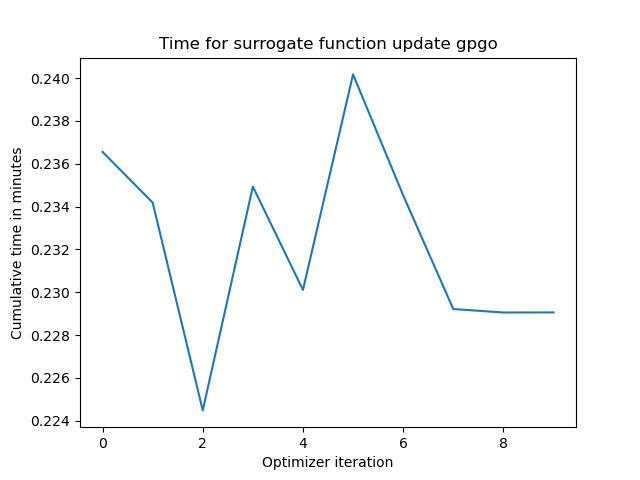 Time for surrogate function update gpgo
Cumulative time in minutes
0.240
0.238
0.236
0.234
0.232
0.230
0.228
0.226
0.224
0 2 4 6 8
Optimizer iteration